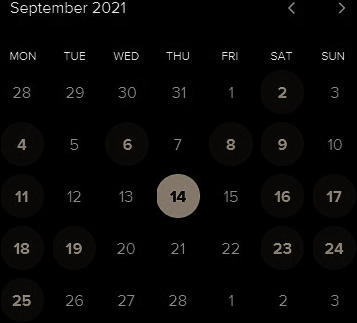 September 2021
MON TUE WED THU FRI SAT SUN
28 29 30 31 1 2 3
4 5 6 7 8 9 10
11 12 13 14 15 16 17
18 19 20 21 22 23 24
25 26 27 28 1 2 3